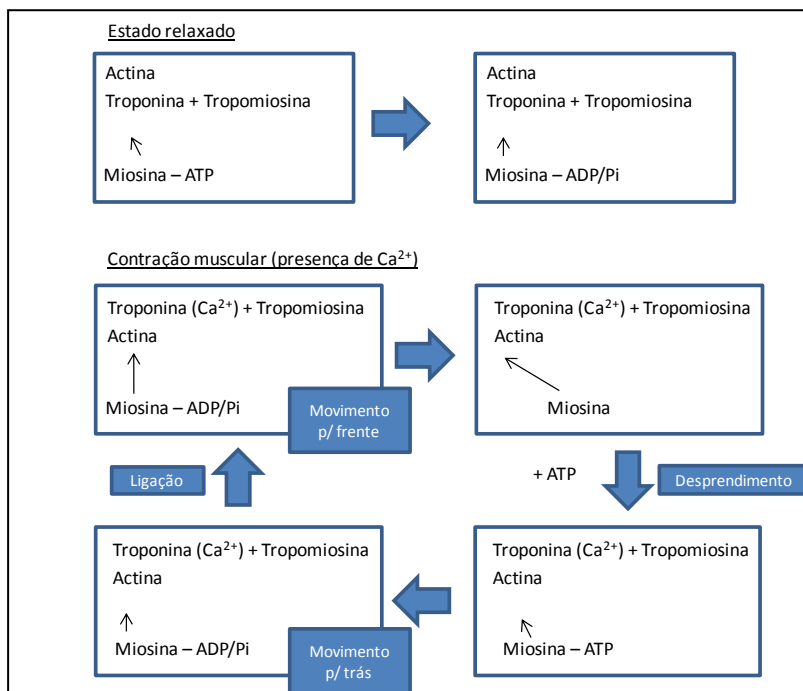 Estado relaxado
Actina
Troponina + Tropomiosina
Miosina – ATP
Actina
Troponina + Tropomiosina
Miosina – ADP/Pi
Contração muscular (presença de Ca²⁺)
Troponina (Ca²⁺) + Tropomiosina
Actina
Miosina – ADP/Pi
Movimento
p/ frente
Troponina (Ca²⁺) + Tropomiosina
Actina
Miosina
Ligação
+ ATP
Desprendimento
Troponina (Ca²⁺) + Tropomiosina
Actina
Miosina – ADP/Pi
Movimento
p/ trás
Troponina (Ca²⁺) + Tropomiosina
Actina
Miosina – ATP